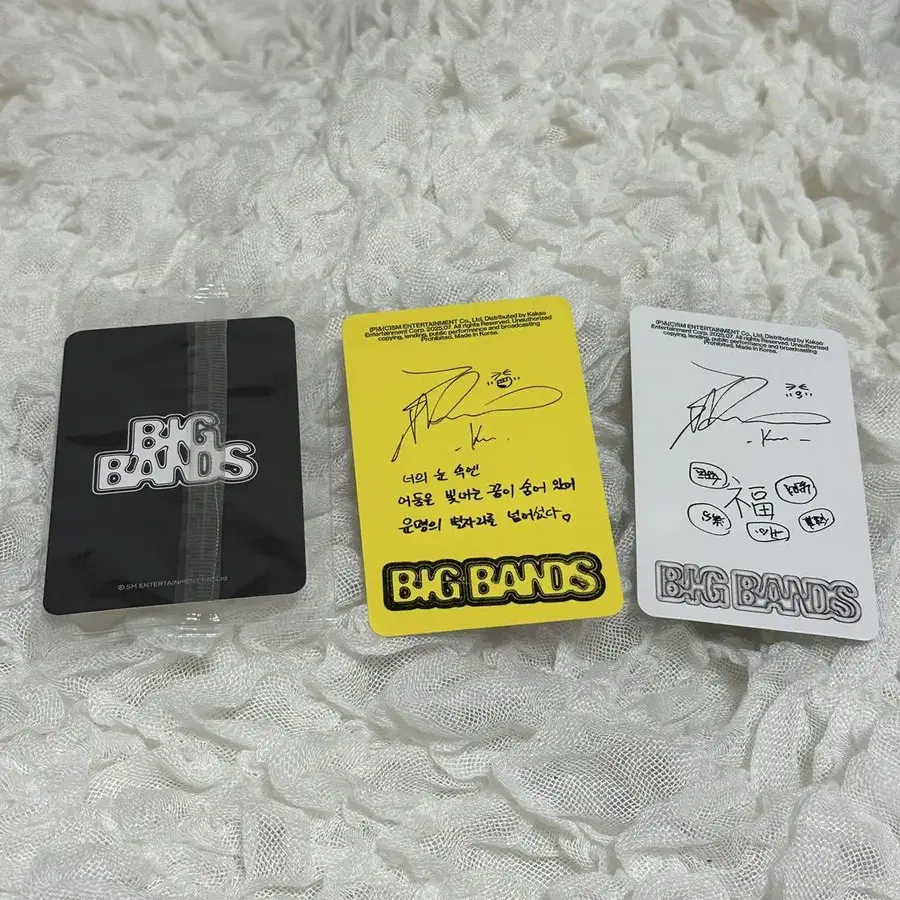 BIG
BANDS
© SM ENTERTAINMENT Co., Ltd
(P)&(C)SM ENTERTAINMENT Co., Ltd. Distributed by Kakao
Entertainment Corp. 2025.07. All rights Reserved. Unauthorized
copying, lending, public performance and broadcasting
Prohibited. Made in Korea.
-Kun-
너의 눈 속엔
어둠을 빛내는 꿈이 숨어 있어
운명의 별자리를 넘어섰다
BIG BANDS
(P)&(C)SM ENTERTAINMENT Co., Ltd. Distributed by Kakao
Entertainment Corp. 2025.07. All rights Reserved. Unauthorized
copying, lending, public performance and broadcasting
Prohibited. Made in Korea.
-Kun-
福
BIG BANDS